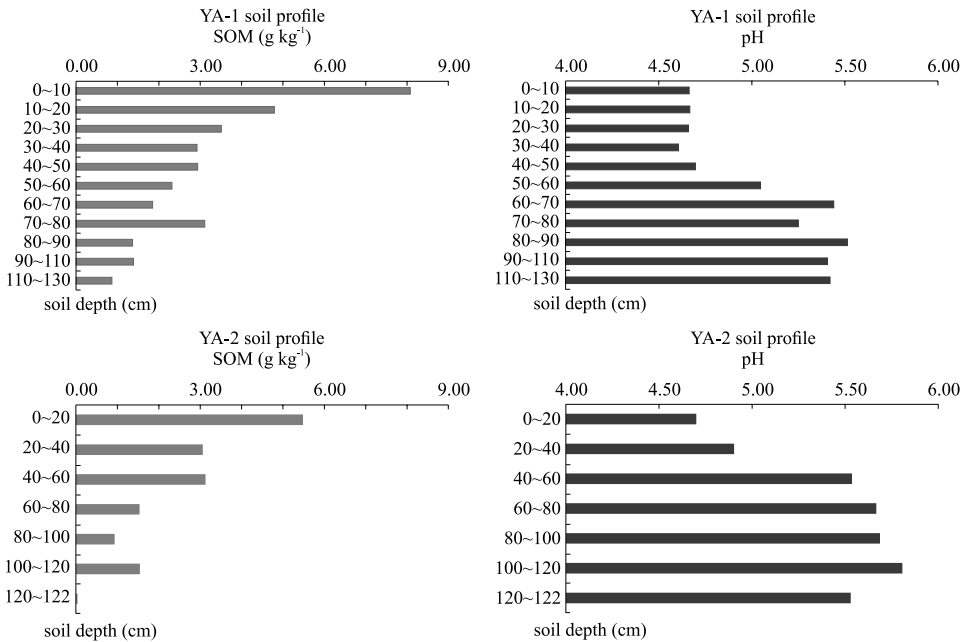 YA-1 soil profile
SOM (g kg⁻¹)
0.00 3.00 6.00 9.00
0~10
10~20
20~30
30~40
40~50
50~60
60~70
70~80
80~90
90~110
110~130
soil depth (cm)
YA-1 soil profile
pH
4.00 4.50 5.00 5.50 6.00
0~10
10~20
20~30
30~40
40~50
50~60
60~70
70~80
80~90
90~110
110~130
soil depth (cm)
YA-2 soil profile
SOM (g kg⁻¹)
0.00 3.00 6.00 9.00
0~20
20~40
40~60
60~80
80~100
100~120
120~122
soil depth (cm)
YA-2 soil profile
pH
4.00 4.50 5.00 5.50 6.00
0~20
20~40
40~60
60~80
80~100
100~120
120~122
soil depth (cm)